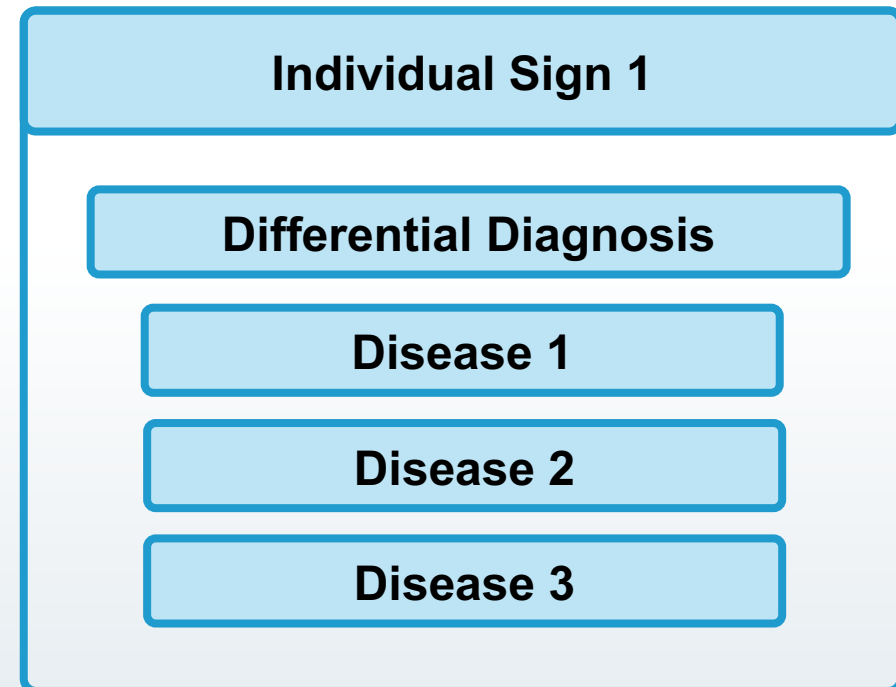 Individual Sign 1
Differential Diagnosis
Disease 1
Disease 2
Disease 3